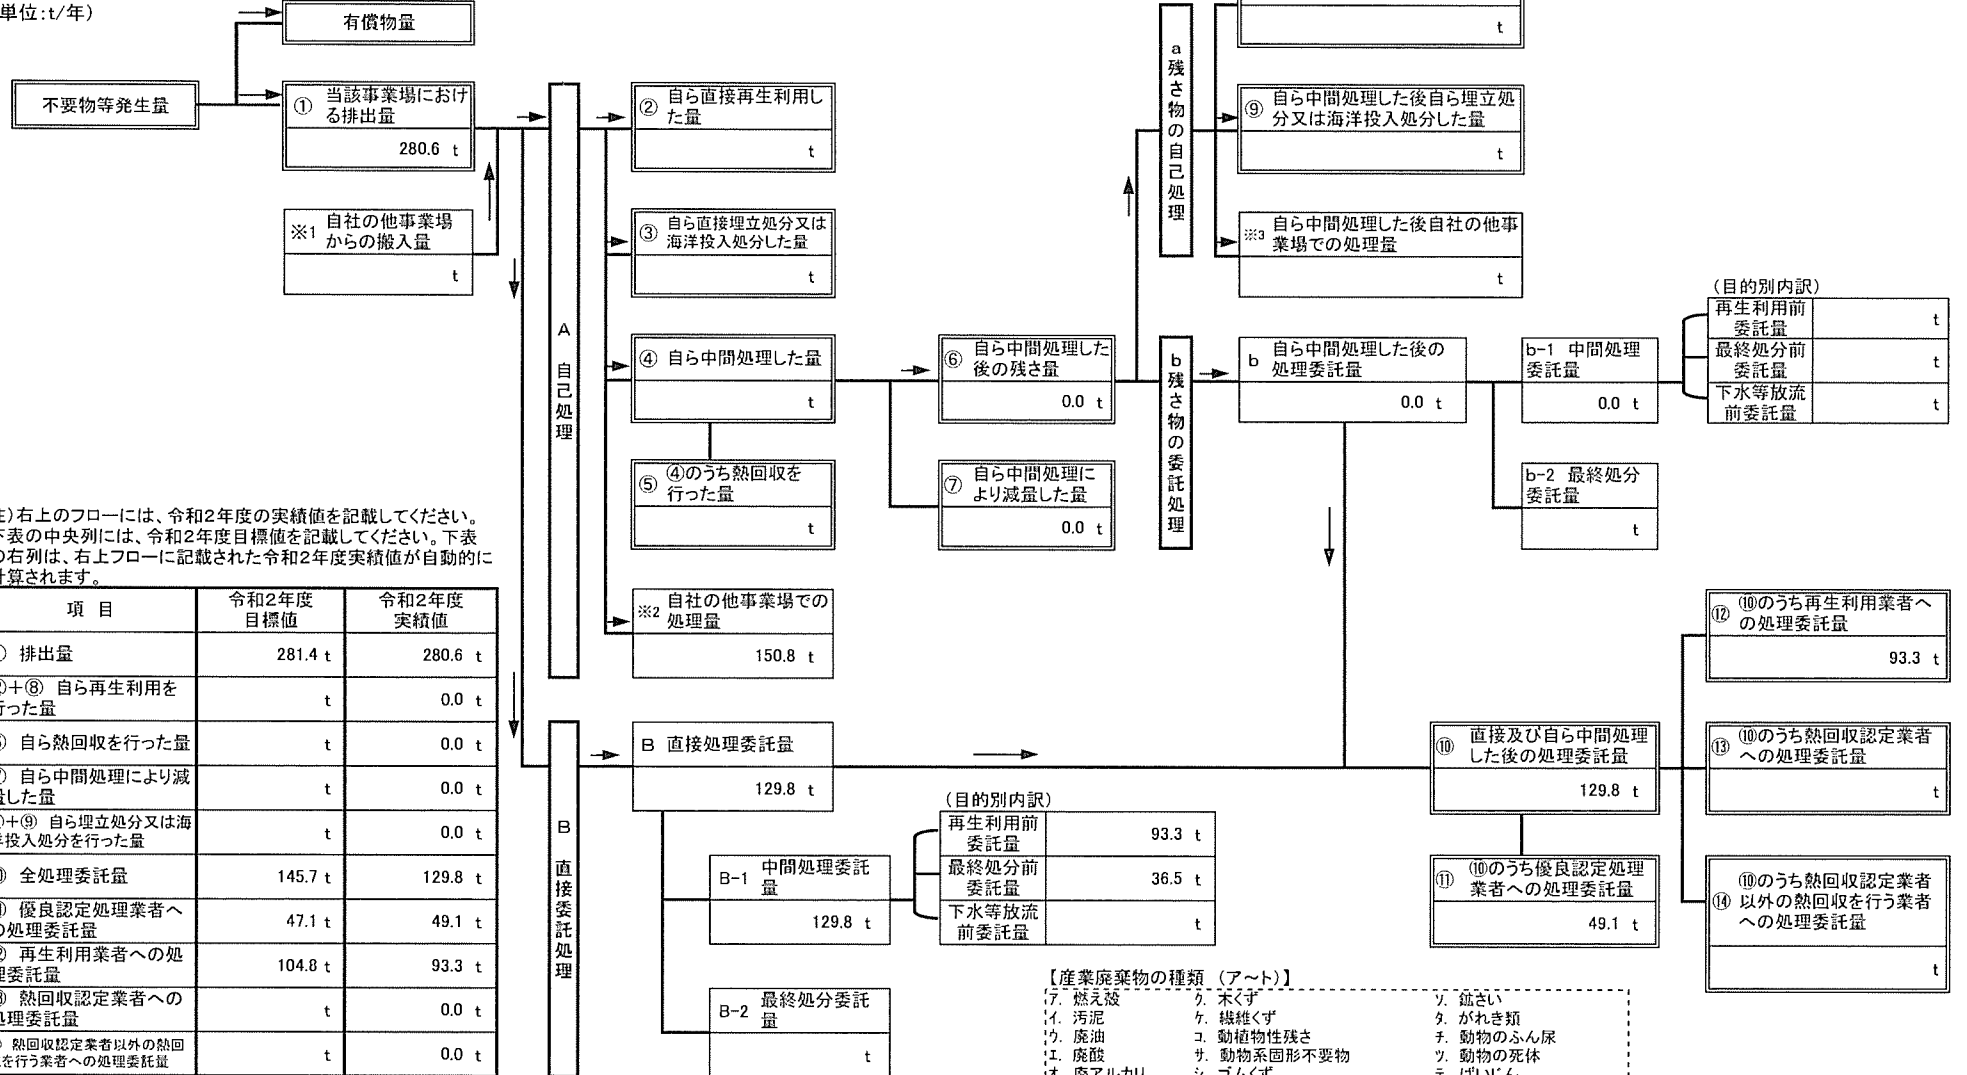 単位:t/年)
有償物量
不要物等発生量
① 当該事業場におけ
る排出量
280.6 t
※1 自社の他事業場
からの搬入量
t
A 自己処理
② 自ら直接再生利用し
た量
t
③ 自ら直接埋立処分又は
海洋投入処分した量
t
④ 自ら中間処理した量
t
⑤ ④のうち熱回収を
行った量
t
※2 自社の他事業場での
処理量
150.8 t
⑥ 自ら中間処理した
後の残さ量
0.0 t
⑦ 自ら中間処理に
より減量した量
0.0 t
a 残さ物の自己処理
t
⑨ 自ら中間処理した後自ら埋立処
分又は海洋投入処分した量
t
※3 自ら中間処理した後自社の他事
業場での処理量
t
b 残さ物の委託処理
b 自ら中間処理した後の
処理委託量
0.0 t
b-1 中間処理
委託量
0.0 t
b-2 最終処分
委託量
t
(目的別内訳)
再生利用前
委託量
t
最終処分前
委託量
t
下水等放流
前委託量
t
)右上のフローには、令和2年度の実績値を記載してください。
表の中央列には、令和2年度目標値を記載してください。下表
右列は、右上フローに記載された令和2年度実績値が自動的に
算されます。
項 目
令和2年度
目標値
令和2年度
実績値
排出量 281.4 t 280.6 t
+⑧ 自ら再生利用を
った量
t 0.0 t
自ら熱回収を行った量 t 0.0 t
自ら中間処理により減
した量
t 0.0 t
+⑨ 自ら埋立処分又は海
投入処分を行った量
t 0.0 t
全処理委託量 145.7 t 129.8 t
優良認定処理業者へ
処理委託量
47.1 t 49.1 t
再生利用業者への処
委託量
104.8 t 93.3 t
熱回収認定業者への
処理委託量
t 0.0 t
熱回収認定業者以外の熱回
を行う業者への処理委託量
t 0.0 t
B 直接委託処理
B 直接処理委託量
129.8 t
B-1 中間処理委託
量
129.8 t
B-2 最終処分委託
量
t
(目的別内訳)
再生利用前
委託量
93.3 t
最終処分前
委託量
36.5 t
下水等放流
前委託量
t
⑩ 直接及び自ら中間処理
した後の処理委託量
129.8 t
⑪ ⑩のうち優良認定処理
業者への処理委託量
49.1 t
⑫ ⑩のうち再生利用業者へ
の処理委託量
93.3 t
⑬ ⑩のうち熱回収認定業者
への処理委託量
t
⑭ ⑩のうち熱回収認定業者
以外の熱回収を行う業者
への処理委託量
t
【産業廃棄物の種類 (ア~ト)】
ア. 燃え殻
イ. 汚泥
ウ. 廃油
エ. 廃酸
オ. 廃アルカリ
ク. 木くず
ケ. 繊維くず
コ. 動植物性残さ
サ. 動物系固形不要物
シ. ゴムくず
ソ. 鉱さい
タ. がれき類
チ. 動物のふん尿
ツ. 動物の死体
テ. ばいじん